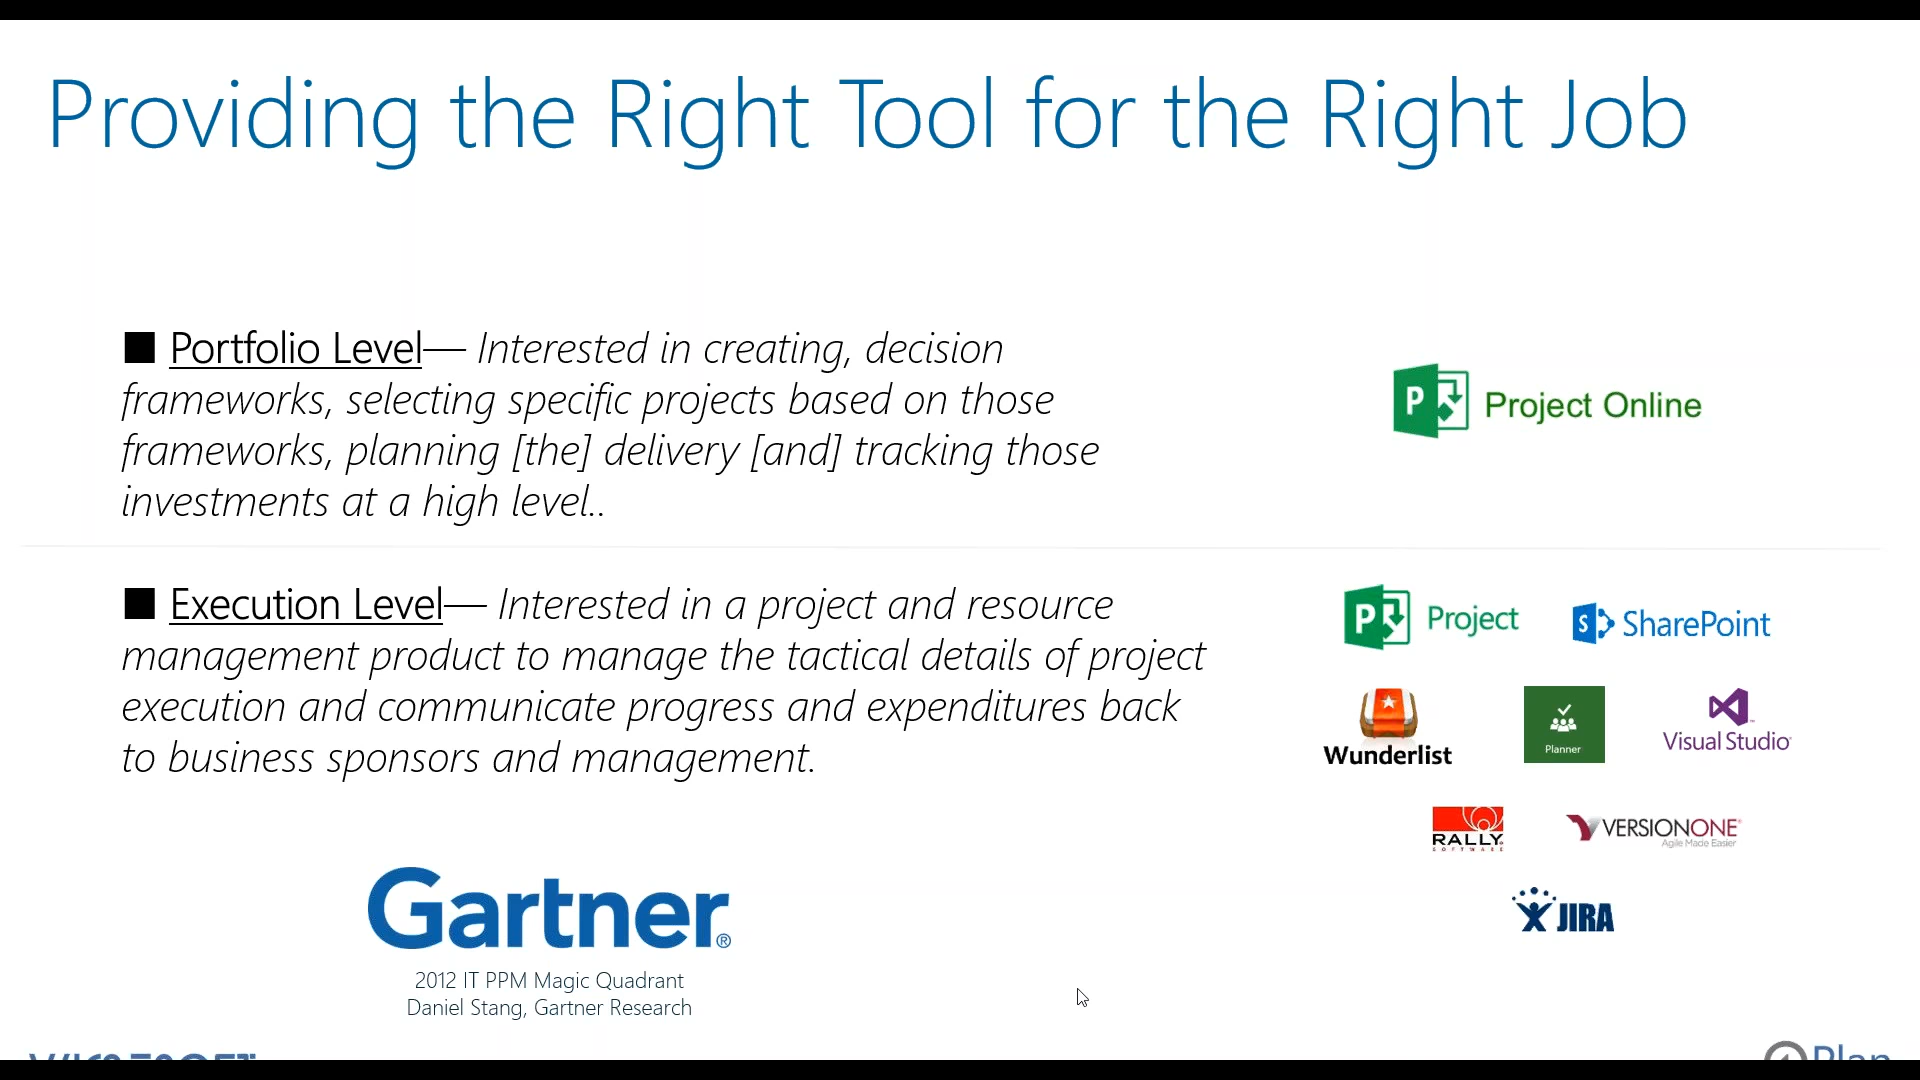 Providing the Right Tool for the Right Job
■ Portfolio Level— Interested in creating, decision
frameworks, selecting specific projects based on those
frameworks, planning [the] delivery [and] tracking those
investments at a high level..
P Project Online
■ Execution Level— Interested in a project and resource
management product to manage the tactical details of project
execution and communicate progress and expenditures back
to business sponsors and management.
P Project
S SharePoint
Wunderlist
Planner
Visual Studio
RALLY
SOFTWARE
VERSIONONE
Agile Made Easier
JIRA
Gartner®
2012 IT PPM Magic Quadrant
Daniel Stang, Gartner Research
Plan